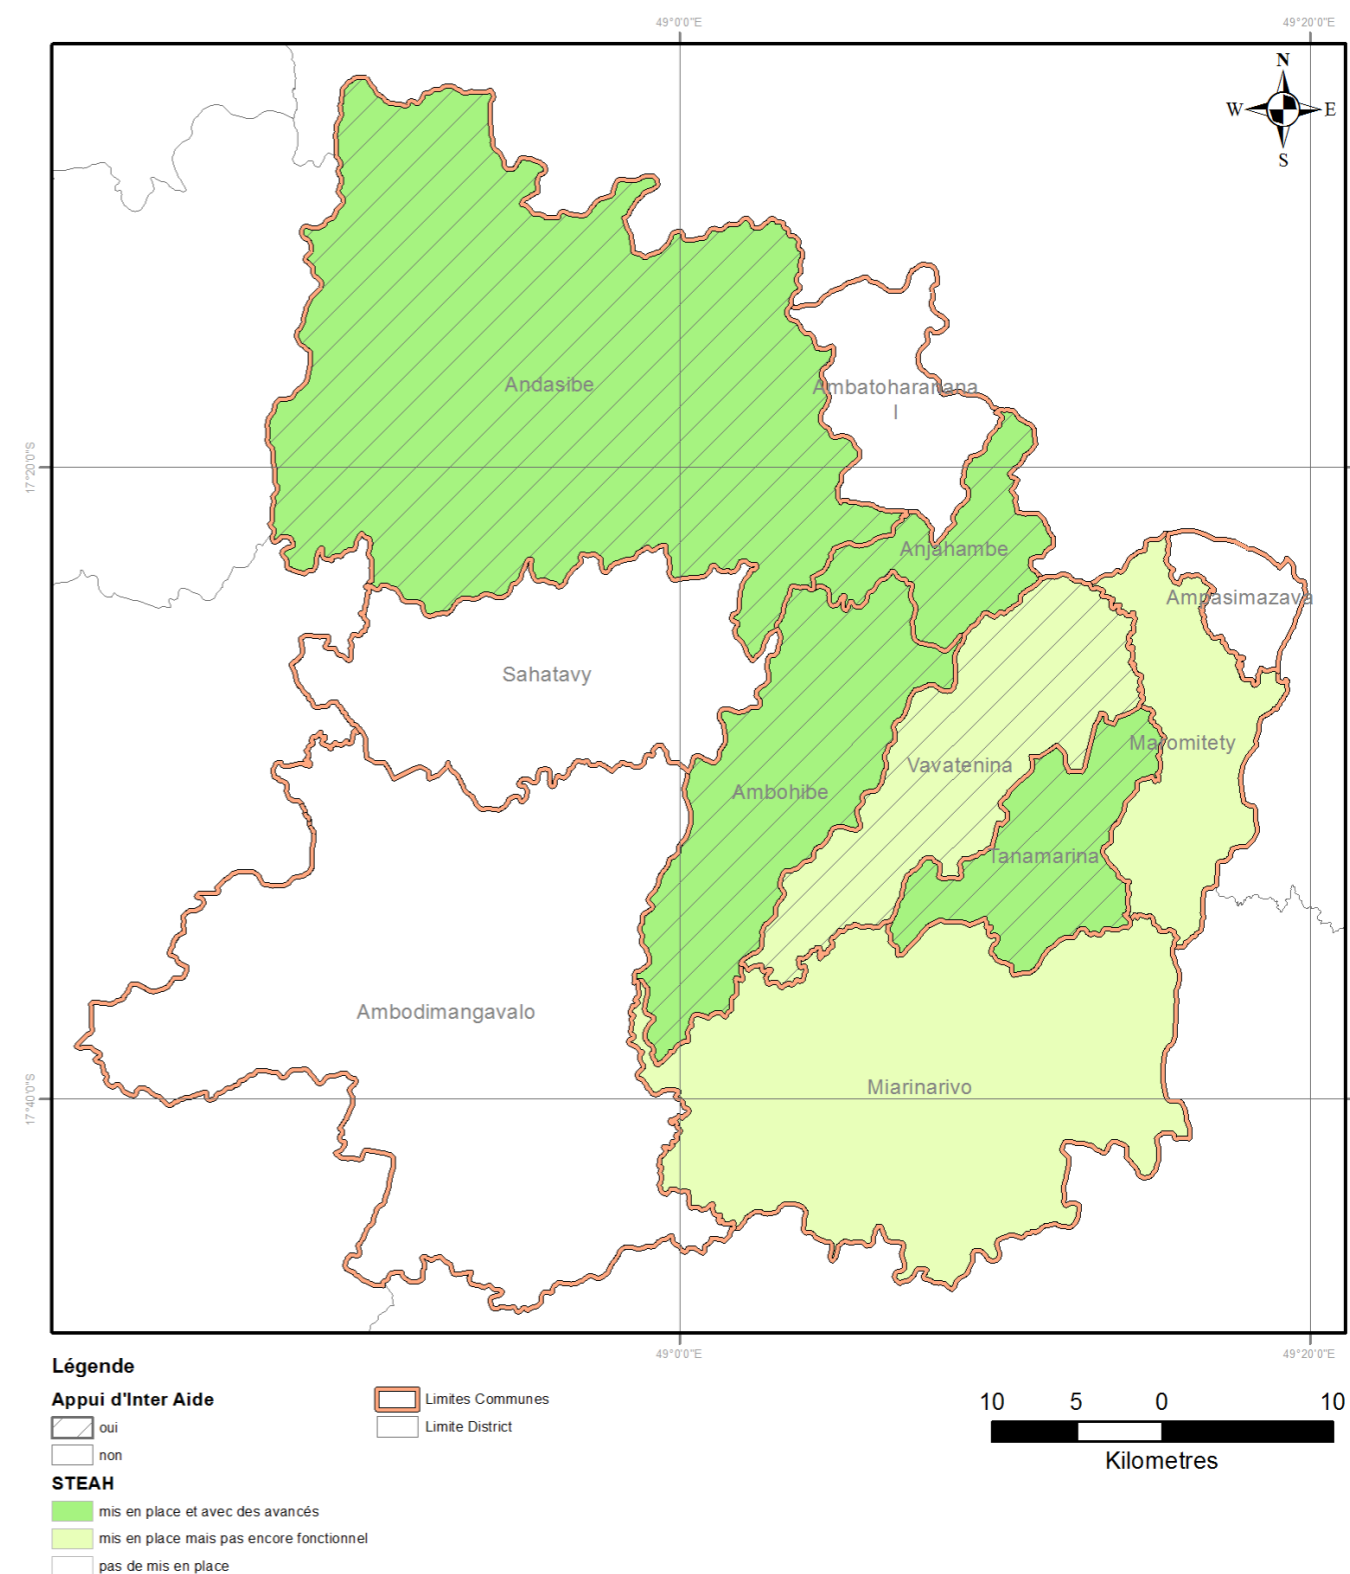 49°0'0"E
49°20'0"E
N
W
E
S
Andasibe
Ambatoharanana
I
17°20'0"S
Anjahambe
Ampasimazava
Sahatavy
Maromitety
Vavatenina
Ambohibe
Tanamarina
Ambodimangavalo
Miarinarivo
17°40'0"S
49°0'0"E
49°20'0"E
Légende
Appui d'Inter Aide
oui
non
STEAH
mis en place et avec des avancés
mis en place mais pas encore fonctionnel
pas de mis en place
Limites Communes
Limite District
10 5 0 10
Kilometres